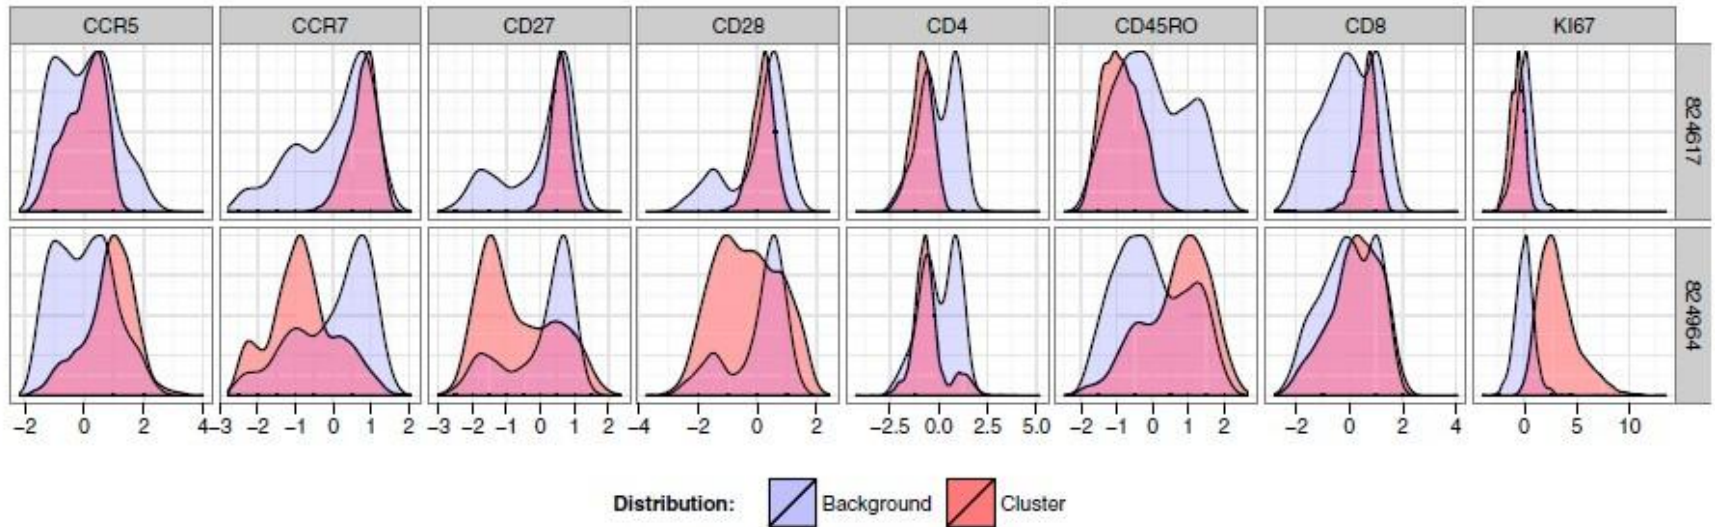 CCR5 CCR7 CD27 CD28 CD4 CD45RO CD8 KI67
824617
824964
−2 0 2 4 −3 −2 −1 0 1 2 −3 −2 −1 0 1 2 −4 −2 0 2 −2.5 0.0 2.5 5.0 −2 −1 0 1 2 −2 0 2 4 0 5 10
Distribution: Background Cluster